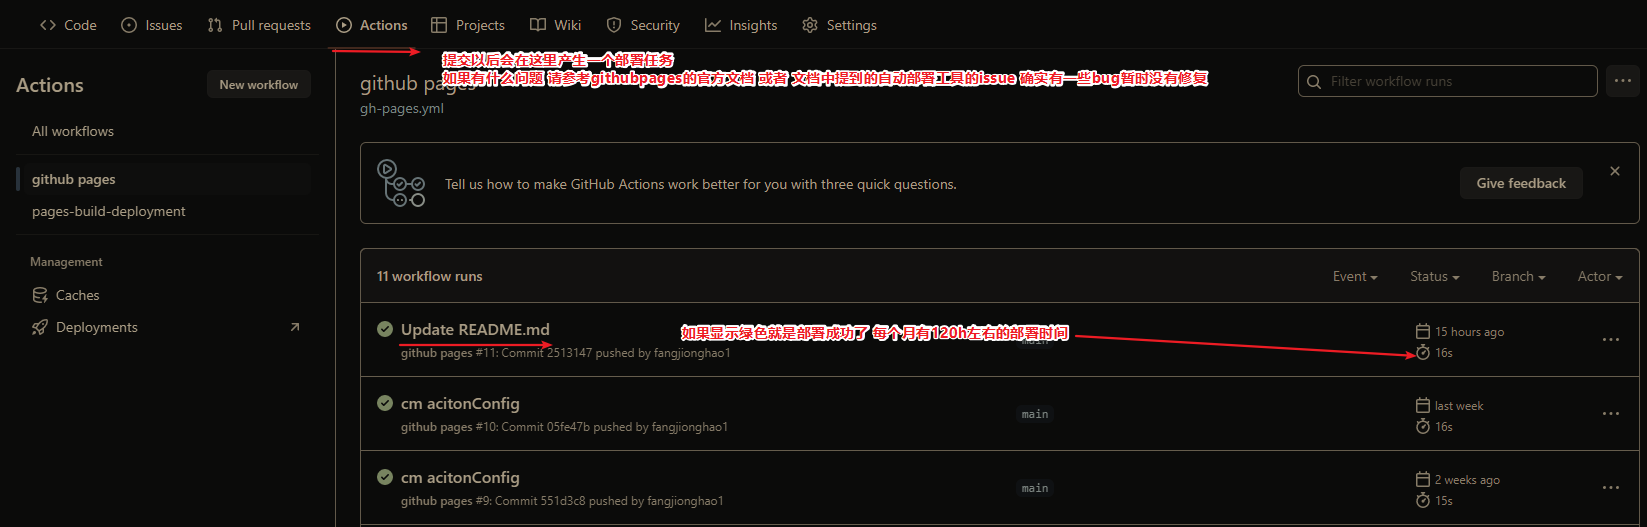 Code
Issues
Pull requests
Actions
Projects
Wiki
Security
Insights
Settings
提交以后会在这里产生一个部署任务
如果有什么问题 请参考githubpages的官方文档 或者 文档中提到的自动部署工具的issue 确实有一些bug暂时没有修复
Actions
New workflow
All workflows
github pages
pages-build-deployment
Management
Caches
Deployments
github pages
gh-pages.yml
Filter workflow runs
Tell us how to make GitHub Actions work better for you with three quick questions.
Give feedback
11 workflow runs
Event
Status
Branch
Actor
Update README.md
github pages #11: Commit 2513147 pushed by fangjionghao1
如果显示绿色就是部署成功了 每个月有120h左右的部署时间
main
15 hours ago
16s
cm acitonConfig
github pages #10: Commit 05fe47b pushed by fangjionghao1
main
last week
16s
cm acitonConfig
github pages #9: Commit 551d3c8 pushed by fangjionghao1
main
2 weeks ago
15s